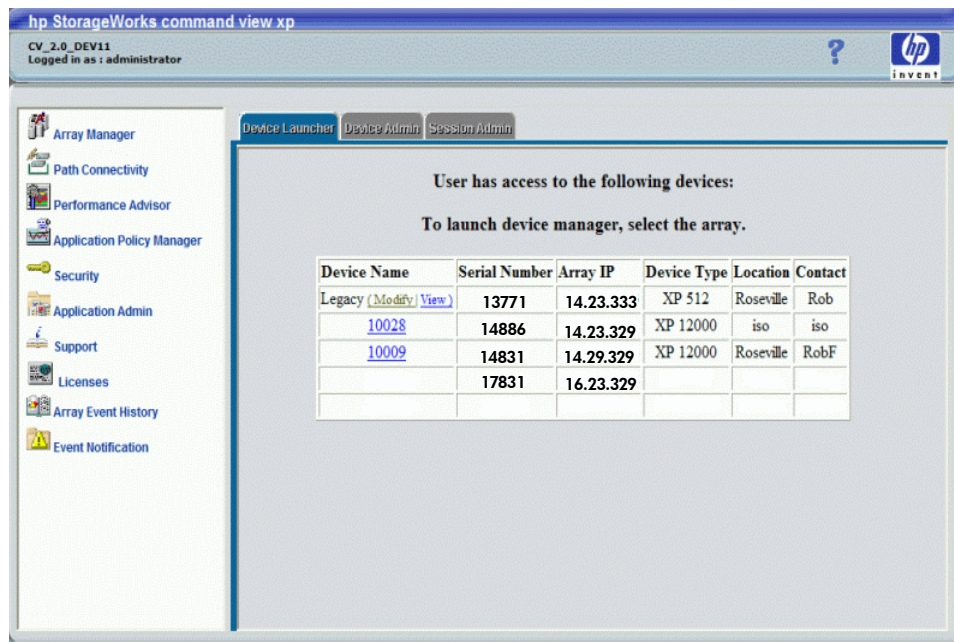 hp StorageWorks command view xp
CV_2.0_DEV11
Logged in as : administrator
?
hp
invent
Array Manager
Path Connectivity
Performance Advisor
Application Policy Manager
Security
Application Admin
Support
Licenses
Array Event History
Event Notification
Device Launcher Device Admin Session Admin
User has access to the following devices:
To launch device manager, select the array.
Device Name Serial Number Array IP Device Type Location Contact
Legacy ( Modify | View ) 13771 14.23.333 XP 512 Roseville Rob
10028 14886 14.23.329 XP 12000 iso iso
10009 14831 14.29.329 XP 12000 Roseville RobF
17831 16.23.329